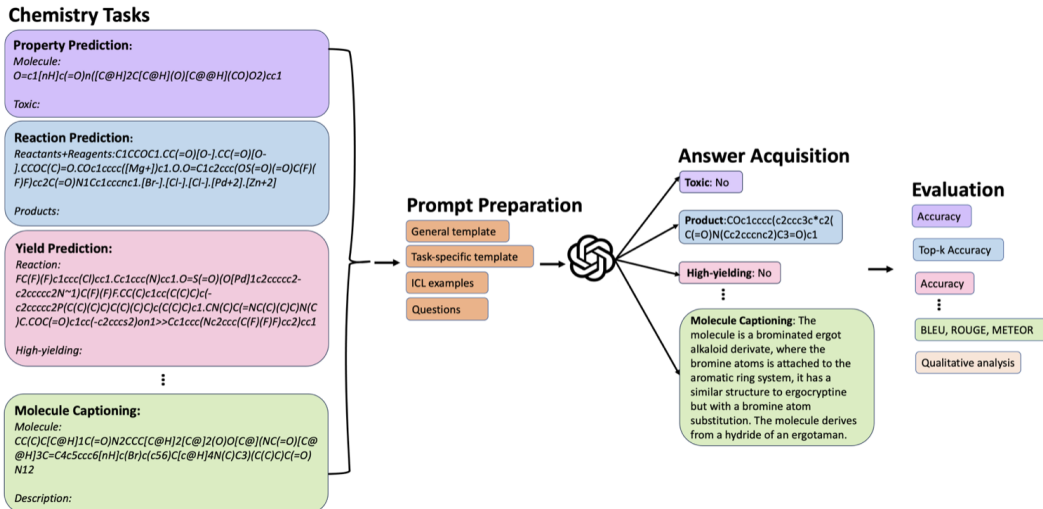 Chemistry Tasks
Property Prediction:
Molecule:
O=c1[nH]c(=O)n([C@H]2C[C@H](O)[C@@H](CO)O2)cc1
Toxic:
Reaction Prediction:
Reactants+Reagents:C1CCOC1.CC(=O)[O-].CC(=O)[O-
].CCOC(C)=O.COc1cccc([Mg+])c1.O.O=C1c2ccc(OS(=O)(=O)C(F)(
F)F)cc2C(=O)N1Cc1cccnc1.[Br-].[Cl-].[Cl-].[Pd+2].[Zn+2]
Products:
Yield Prediction:
Reaction:
FC(F)(F)c1ccc(Cl)cc1.Cc1ccc(N)cc1.O=S(=O)(O[Pd]1c2ccccc2-
c2ccccc2N~1)C(F)(F)F.CC(C)c1cc(C(C)C)c(-
c2ccccc2P(C(C)(C)C)C(C)(C)C)c(C(C)C)c1.CN(C)C(=NC(C)(C)C)N(C
)C.COC(=O)c1cc(-c2cccs2)on1>>Cc1ccc(Nc2ccc(C(F)(F)F)cc2)cc1
High-yielding:
Molecule Captioning:
Molecule:
CC(C)C[C@H]1C(=O)N2CCC[C@H]2[C@]2(O)O[C@](NC(=O)[C@
@H]3C=C4c5ccc6[nH]c(Br)c(c56)C[c@H]4N(C)C3)(C(C)C)C(=O)
N12
Description:
Prompt Preparation
General template
Task-specific template
ICL examples
Questions
Answer Acquisition
Toxic: No
Product:COc1cccc(c2ccc3c*c2(
C(=O)N(Cc2cccnc2)C3=O)c1
High-yielding: No
Molecule Captioning: The
molecule is a brominated ergot
alkaloid derivate, where the
bromine atoms is attached to the
aromatic ring system, it has a
similar structure to ergocryptine
but with a bromine atom
substitution. The molecule derives
from a hydride of an ergotaman.
Evaluation
Accuracy
Top-k Accuracy
Accuracy
BLEU, ROUGE, METEOR
Qualitative analysis